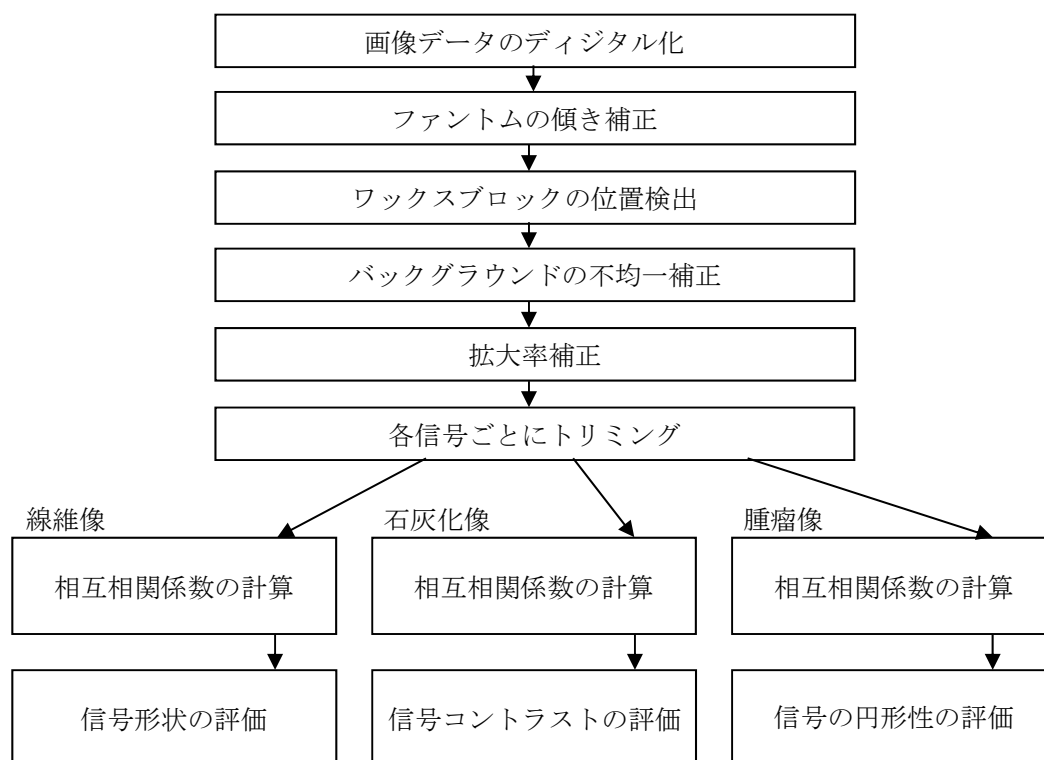 画像データのディジタル化
ファントムの傾き補正
ワックスブロックの位置検出
バックグラウンドの不均一補正
拡大率補正
各信号ごとにトリミング
線維像
石灰化像
腫瘤像
相互相関係数の計算
相互相関係数の計算
相互相関係数の計算
信号形状の評価
信号コントラストの評価
信号の円形性の評価